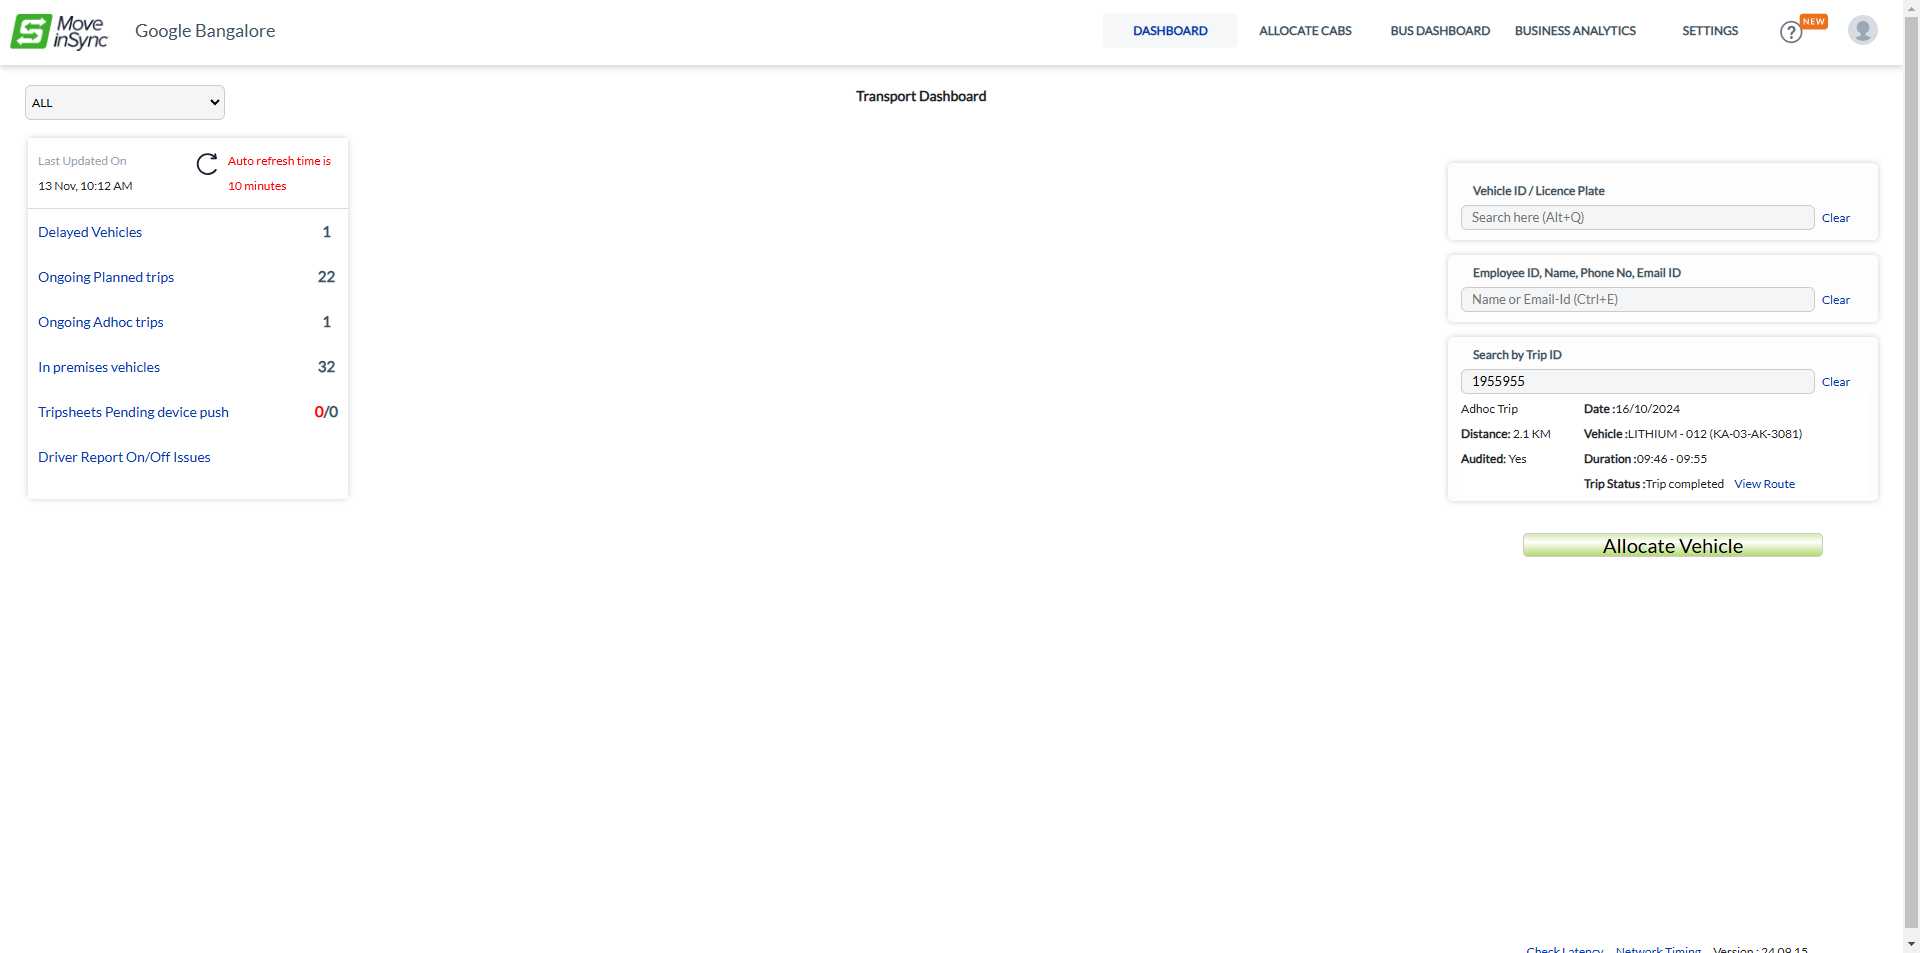 Move inSync
Google Bangalore
DASHBOARD
ALLOCATE CABS
BUS DASHBOARD
BUSINESS ANALYTICS
SETTINGS
?
NEW
ALL
Transport Dashboard
Last Updated On
13 Nov, 10:12 AM
Auto refresh time is
10 minutes
Delayed Vehicles 1
Ongoing Planned trips 22
Ongoing Adhoc trips 1
In premises vehicles 32
Tripsheets Pending device push 0/0
Driver Report On/Off Issues
Vehicle ID / Licence Plate
Search here (Alt+Q) Clear
Employee ID, Name, Phone No, Email ID
Name or Email-Id (Ctrl+E) Clear
Search by Trip ID
1955955 Clear
Adhoc Trip Date :16/10/2024
Distance: 2.1 KM Vehicle :LITHIUM - 012 (KA-03-AK-3081)
Audited: Yes Duration :09:46 - 09:55
Trip Status :Trip completed View Route
Allocate Vehicle
Check Latency Network Timing Version : 24.09.15